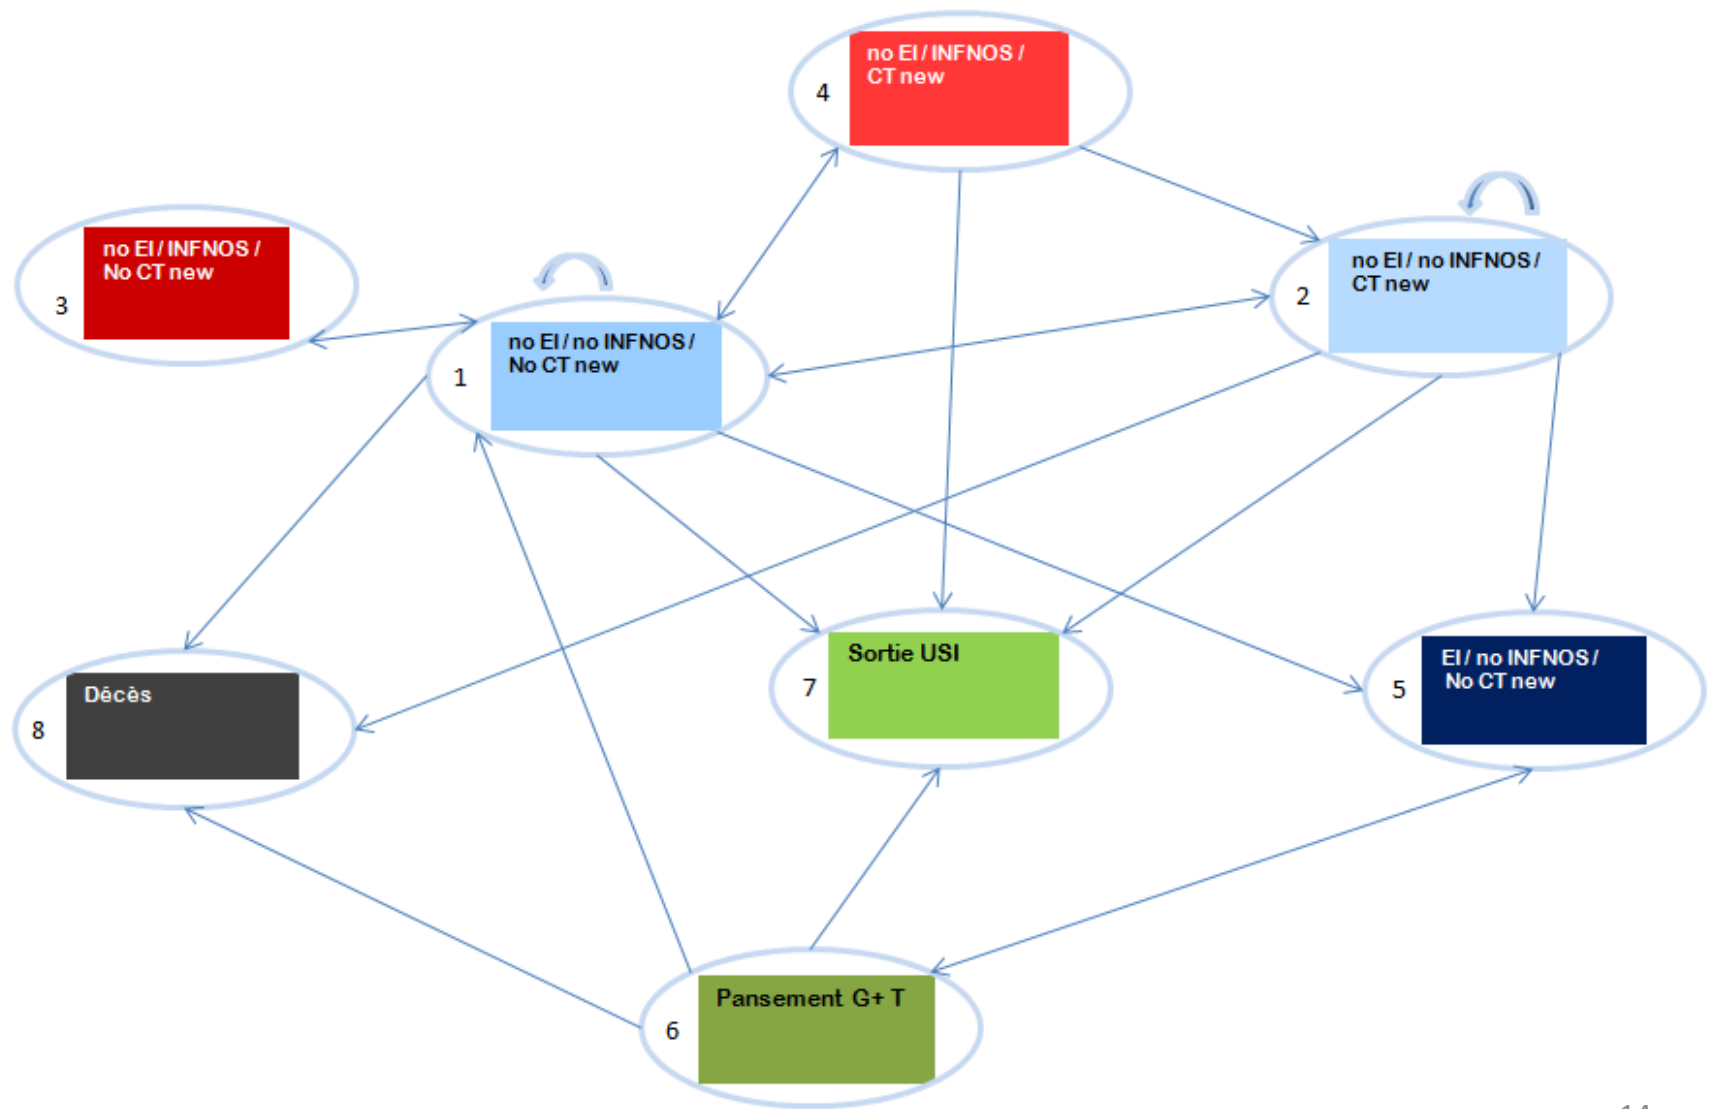 no EI / INFNOS /
CT new
4
no EI / INFNOS /
No CT new
3
no EI / no INFNOS /
CT new
2
no EI / no INFNOS /
No CT new
1
Sortie USI
7
EI / no INFNOS /
No CT new
5
Décès
8
Pansement G+ T
6